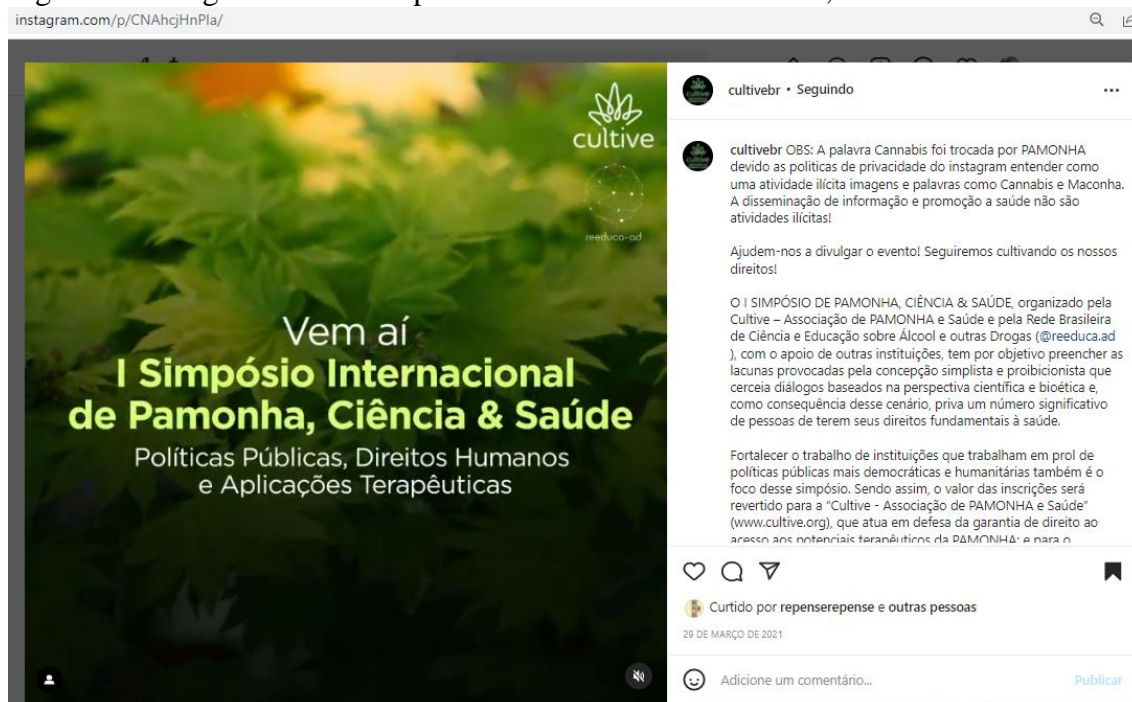 instagram.com/p/CNAhcjHnPla/
cultive
reeduca-ad
Vem aí
I Simpósio Internacional
de Pamonha, Ciência & Saúde
Políticas Públicas, Direitos Humanos
e Aplicações Terapêuticas
cultivebr • Seguindo
cultivebr OBS: A palavra Cannabis foi trocada por PAMONHA
devido as politicas de privacidade do instagram entender como
uma atividade ilícita imagens e palavras como Cannabis e Maconha.
A disseminação de informação e promoção a saúde não são
atividades ilícitas!
Ajudem-nos a divulgar o evento! Seguiremos cultivando os nossos
direitos!
O I SIMPÓSIO DE PAMONHA, CIÊNCIA & SAÚDE, organizado pela
Cultive – Associação de PAMONHA e Saúde e pela Rede Brasileira
de Ciência e Educação sobre Álcool e outras Drogas (@reeduca.ad
), com o apoio de outras instituições, tem por objetivo preencher as
lacunas provocadas pela concepção simplista e proibicionista que
cerceia diálogos baseados na perspectiva científica e bioética e,
como consequência desse cenário, priva um número significativo
de pessoas de terem seus direitos fundamentais à saúde.
Fortalecer o trabalho de instituições que trabalham em prol de
políticas públicas mais democráticas e humanitárias também é o
foco desse simpósio. Sendo assim, o valor das inscrições será
revertido para a "Cultive - Associação de PAMONHA e Saúde"
(www.cultive.org), que atua em defesa da garantia de direito ao
acesso aos potenciais terapêuticos da PAMONHA; e para o
Curtido por repenserepense e outras pessoas
29 DE MARÇO DE 2021
Adicione um comentário...
Publicar